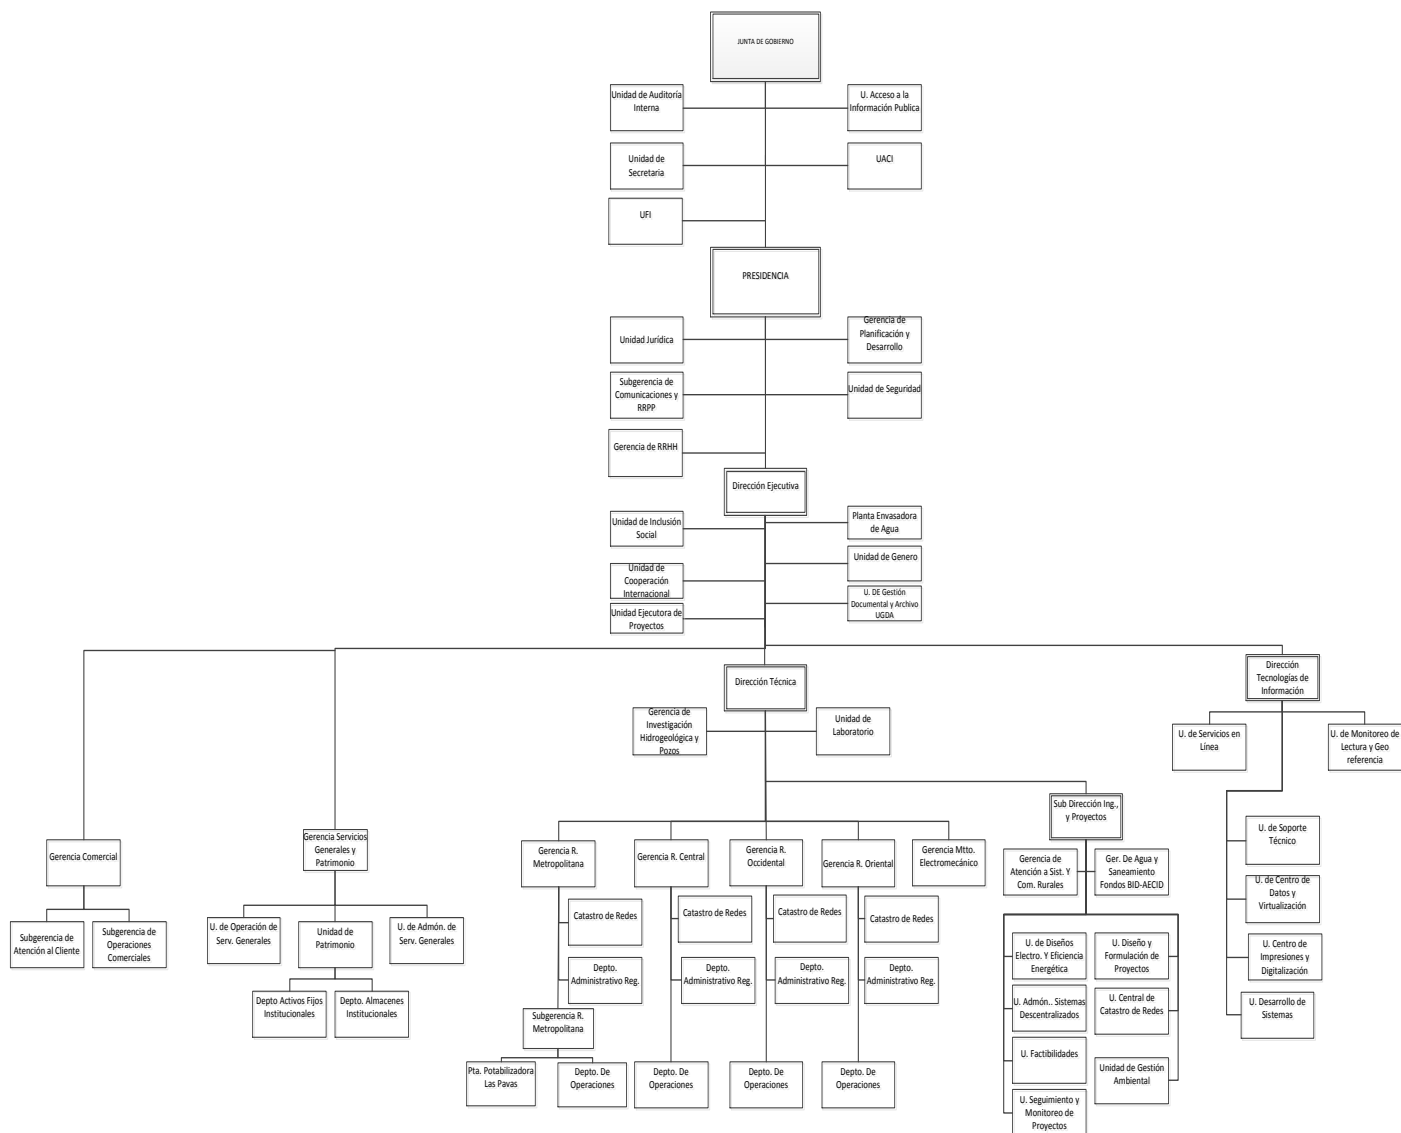 JUNTA DE GOBIERNO
Unidad de Auditoría
Interna
U. Acceso a la
Información Publica
Unidad de
Secretaria
UACI
UFI
PRESIDENCIA
Unidad Jurídica
Gerencia de
Planificación y
Desarrollo
Subgerencia de
Comunicaciones y
RRPP
Unidad de Seguridad
Gerencia de RRHH
Dirección Ejecutiva
Unidad de Inclusión
Social
Planta Envasadora
de Agua
Unidad de Genero
Unidad de
Cooperación
Internacional
U. DE Gestión
Documental y Archivo
UGDA
Unidad Ejecutora de
Proyectos
Dirección Técnica
Dirección
Tecnologías de
Información
Gerencia de
Investigación
Hidrogeológica y
Pozos
Unidad de
Laboratorio
U. de Servicios en
Línea
U. de Monitoreo de
Lectura y Geo
referencia
Sub Dirección Ing.,
y Proyectos
Gerencia Comercial
Gerencia Servicios
Generales y
Patrimonio
Gerencia R.
Metropolitana
Gerencia R. Central
Gerencia R.
Occidental
Gerencia R. Oriental
Gerencia Mtto.
Electromecánico
Gerencia de
Atención a Sist. Y
Com. Rurales
Ger. De Agua y
Saneamiento
Fondos BID-AECID
U. de Soporte
Técnico
U. de Centro de
Datos y
Virtualización
U. Centro de
Impresiones y
Digitalización
U. Desarrollo de
Sistemas
Subgerencia de
Atención al Cliente
Subgerencia de
Operaciones
Comerciales
U. de Operación de
Serv. Generales
Unidad de
Patrimonio
U. de Admón. de
Serv. Generales
Depto Activos Fijos
Institucionales
Depto. Almacenes
Institucionales
Catastro de Redes
Catastro de Redes
Catastro de Redes
Catastro de Redes
Depto.
Administrativo Reg.
Depto.
Administrativo Reg.
Depto.
Administrativo Reg.
Depto.
Administrativo Reg.
Subgerencia R.
Metropolitana
Pta. Potabilizadora
Las Pavas
Depto. De
Operaciones
Depto. De
Operaciones
Depto. De
Operaciones
Depto. De
Operaciones
U. de Diseños
Electro. Y Eficiencia
Energética
U. Diseño y
Formulación de
Proyectos
U. Admón.. Sistemas
Descentralizados
U. Central de
Catastro de Redes
U. Factibilidades
Unidad de Gestión
Ambiental
U. Seguimiento y
Monitoreo de
Proyectos